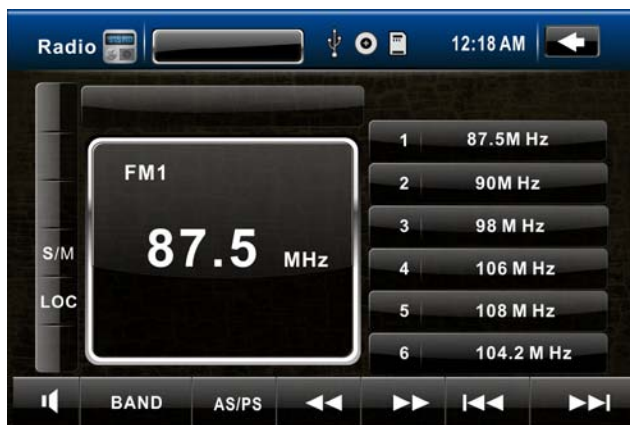 Radio 12:18 AM
FM1
87.5 MHz
S/M
LOC
1 87.5M Hz
2 90M Hz
3 98 M Hz
4 106 M Hz
5 108 M Hz
6 104.2 M Hz
BAND AS/PS